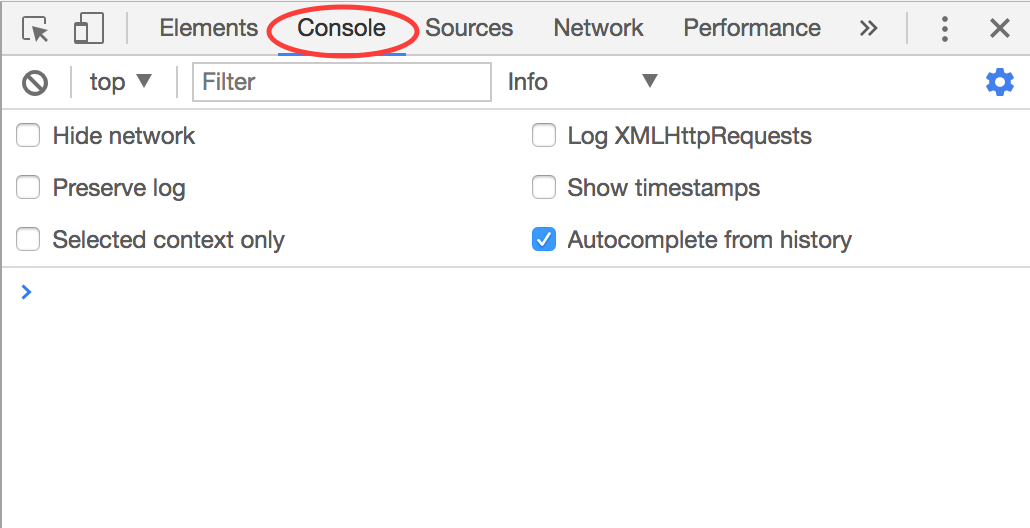 Elements Console Sources Network Performance
top Filter Info
Hide network Log XMLHttpRequests
Preserve log Show timestamps
Selected context only Autocomplete from history